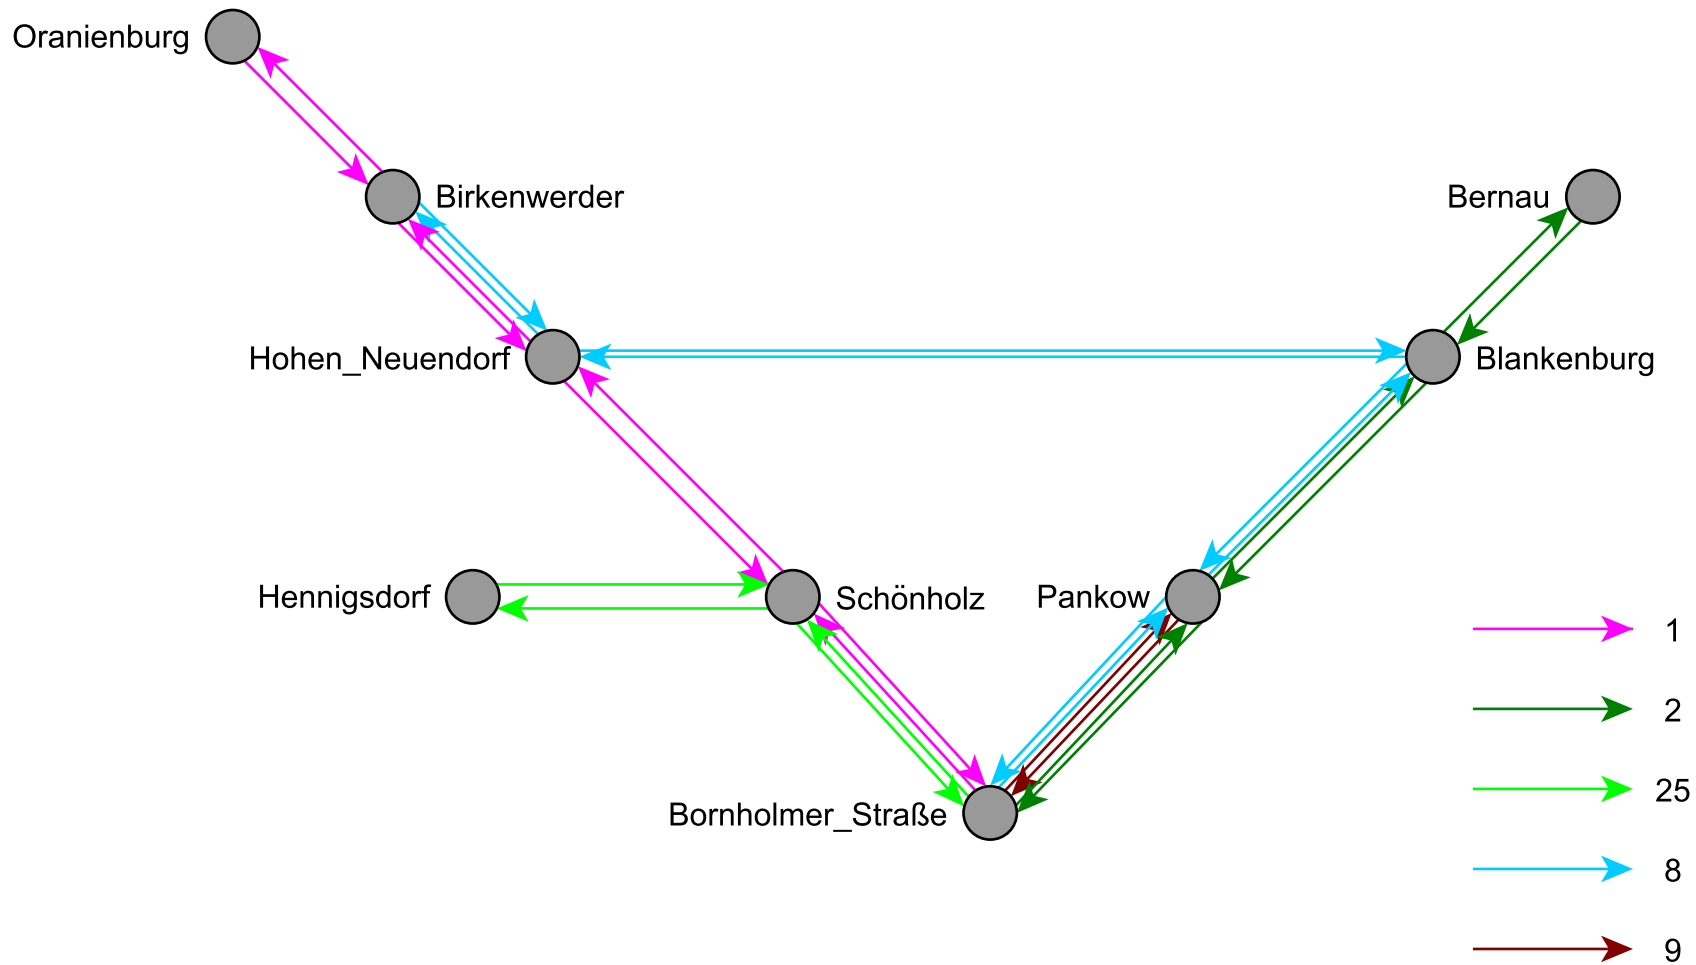 Oranienburg
Birkenwerder
Bernau
Hohen_Neuendorf
Blankenburg
Hennigsdorf
Schönholz
Pankow
1
2
25
Bornholmer_Straße
8
9